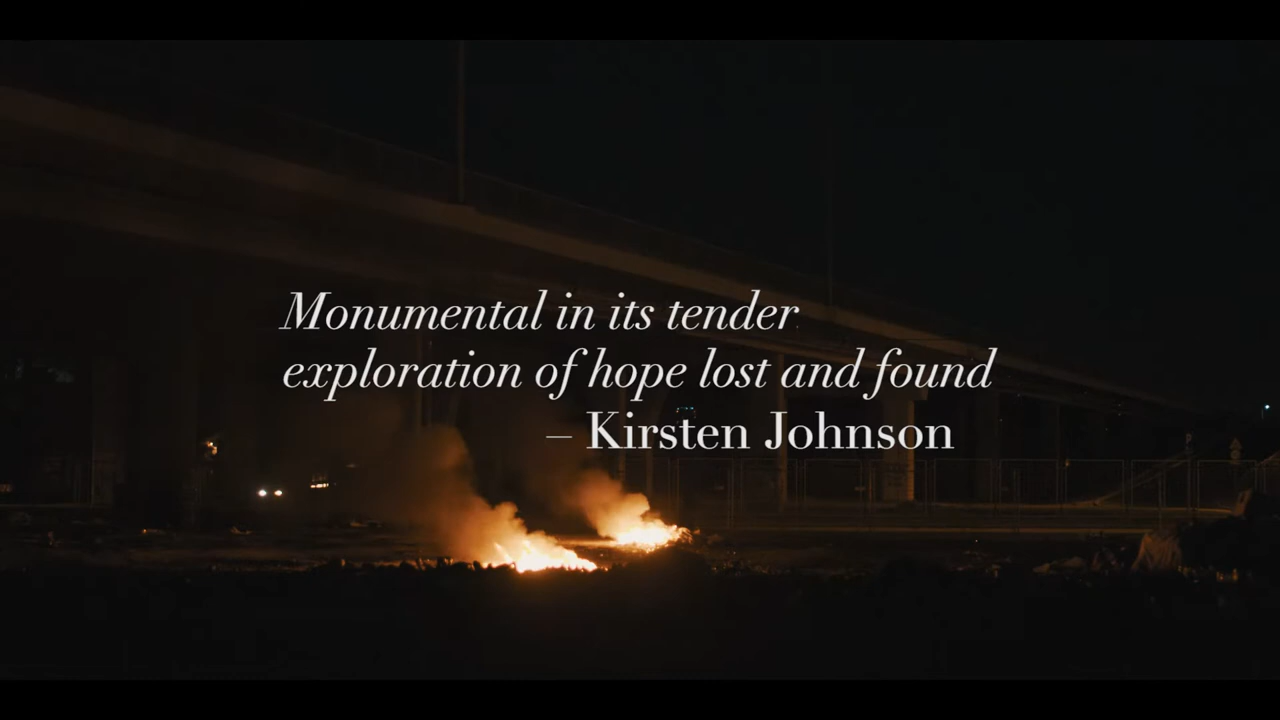 Monumental in its tender
exploration of hope lost and found
– Kirsten Johnson